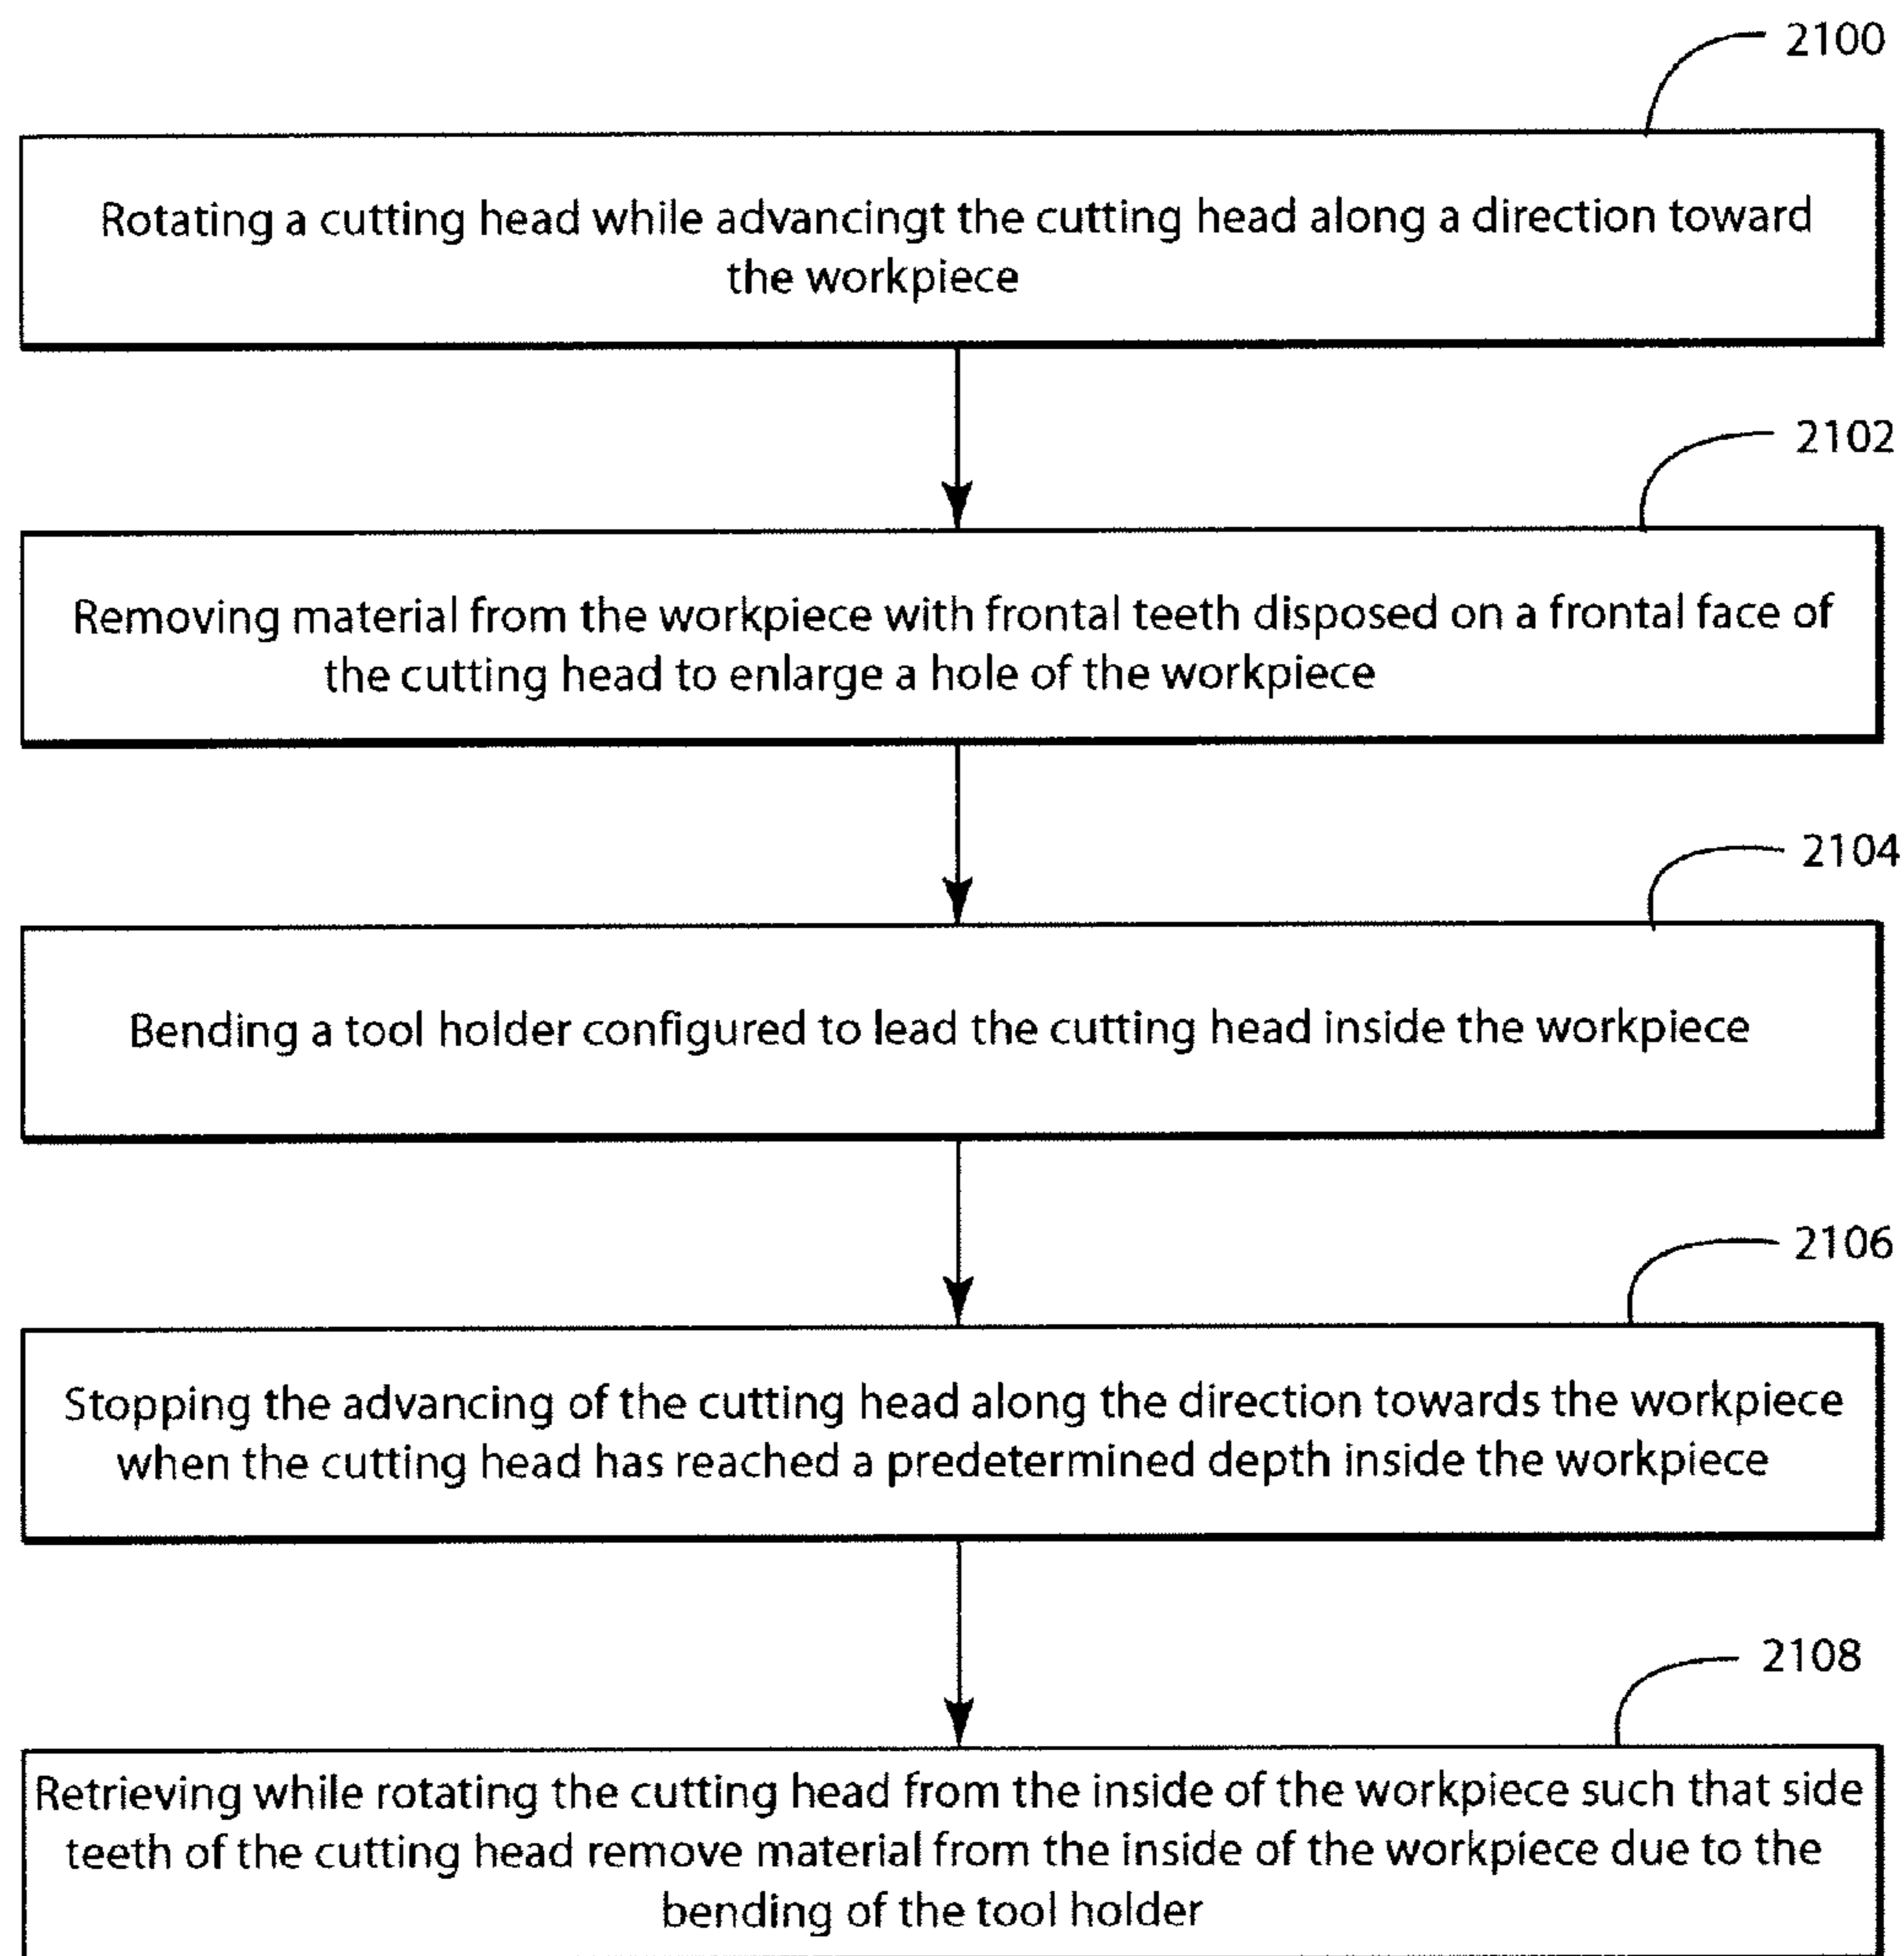 2100
Rotating a cutting head while advancingt the cutting head along a direction toward
the workpiece
2102
Removing material from the workpiece with frontal teeth disposed on a frontal face of
the cutting head to enlarge a hole of the workpiece
2104
Bending a tool holder configured to lead the cutting head inside the workpiece
2106
Stopping the advancing of the cutting head along the direction towards the workpiece
when the cutting head has reached a predetermined depth inside the workpiece
2108
Retrieving while rotating the cutting head from the inside of the workpiece such that side
teeth of the cutting head remove material from the inside of the workpiece due to the
bending of the tool holder